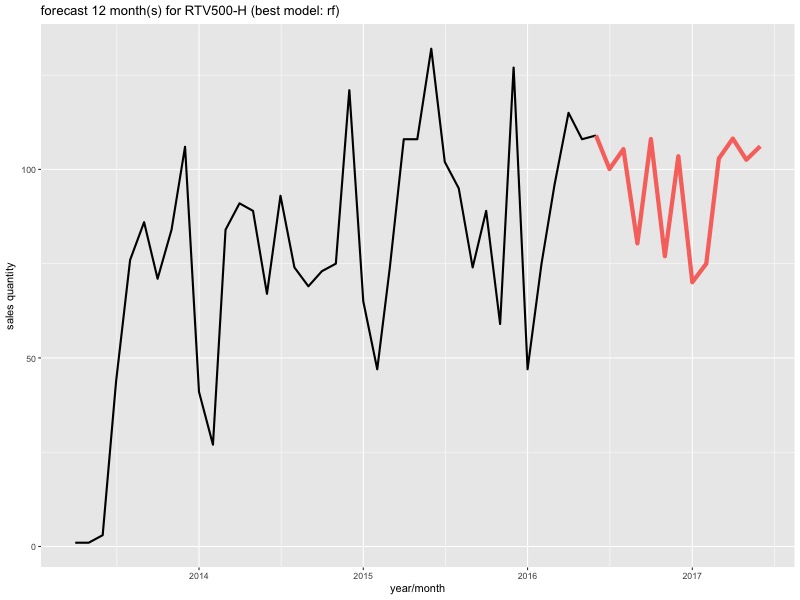 forecast 12 month(s) for RTV500-H (best model: rf)
sales quantity
100
50
0
2014 2015 2016 2017
year/month